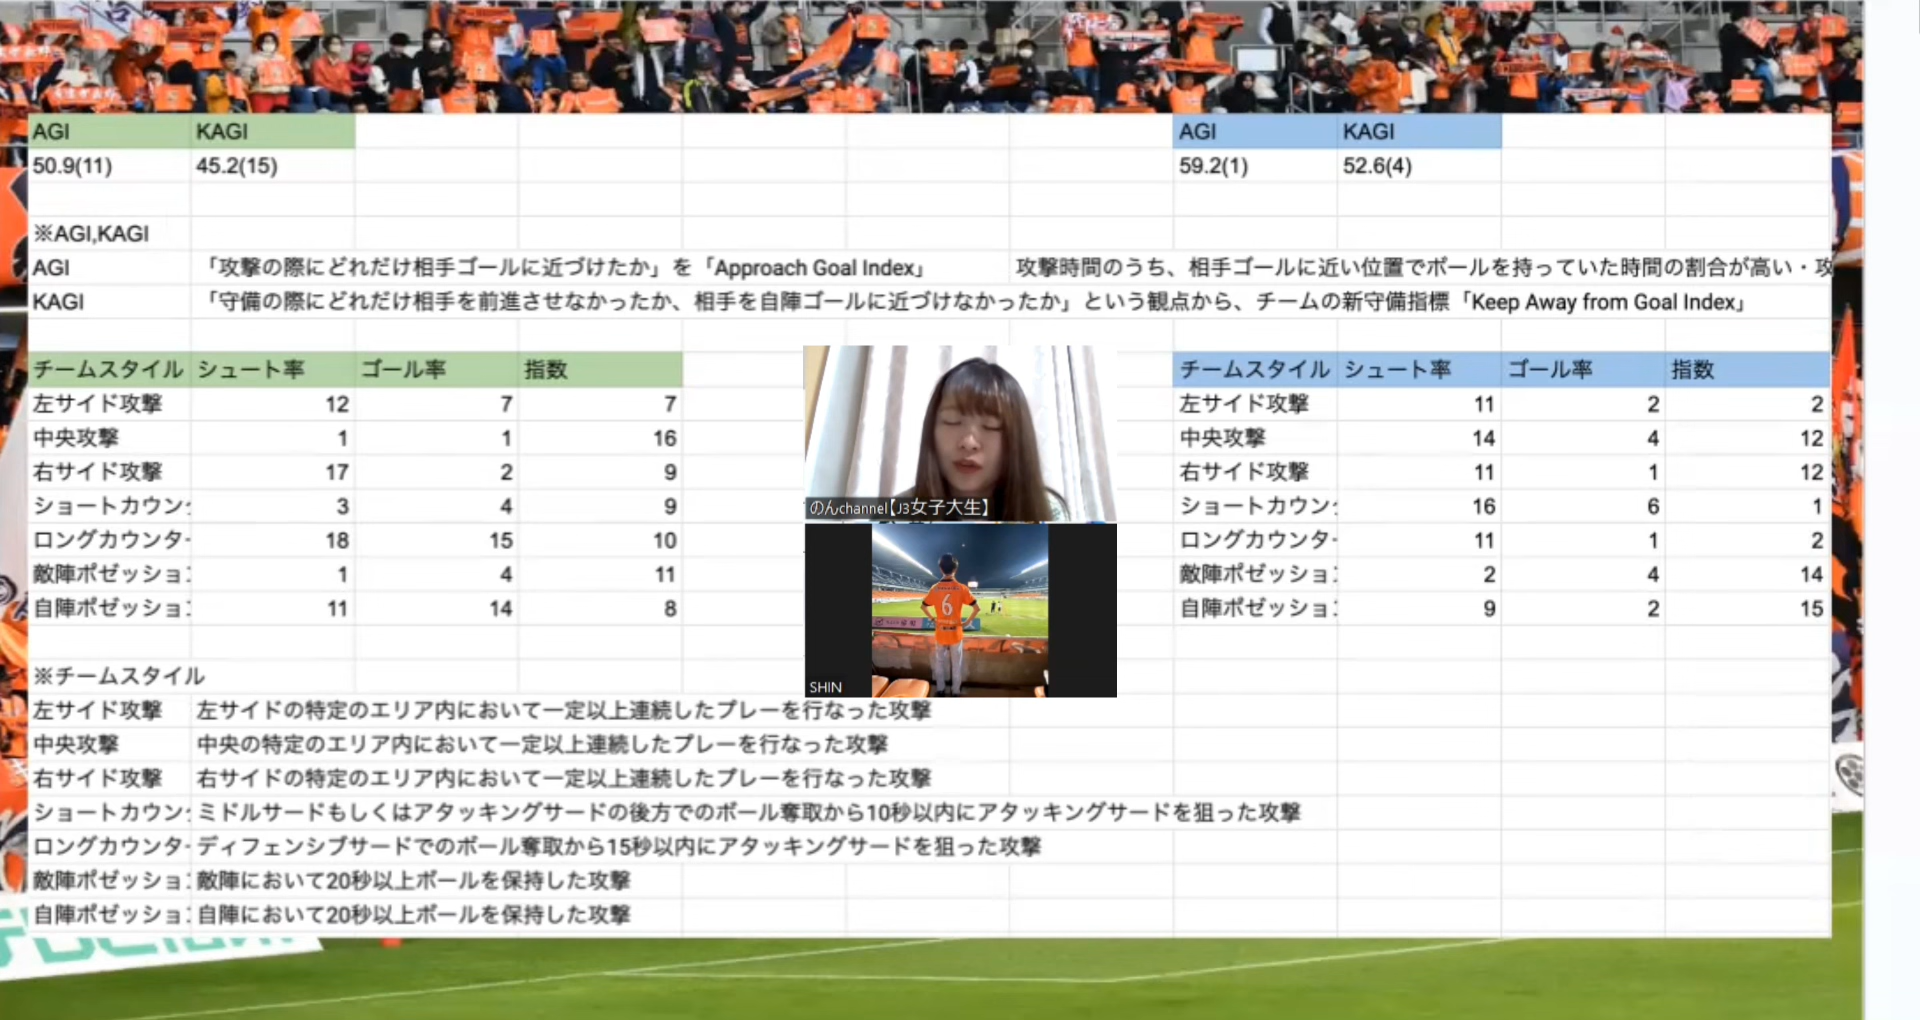 AGI KAGI AGI KAGI
50.9(11) 45.2(15) 59.2(1) 52.6(4)
※AGI,KAGI
AGI 「攻撃の際にどれだけ相手ゴールに近づけたか」を「Approach Goal Index」 攻撃時間のうち、相手ゴールに近い位置でボールを持っていた時間の割合が高い・攻
KAGI 「守備の際にどれだけ相手を前進させなかったか、相手を自陣ゴールに近づけなかったか」という観点から、チームの新守備指標「Keep Away from Goal Index」
チームスタイル シュート率 ゴール率 指数 チームスタイル シュート率 ゴール率 指数
左サイド攻撃 12 7 7 左サイド攻撃 11 2 2
中央攻撃 1 1 16 中央攻撃 14 4 12
右サイド攻撃 17 2 9 右サイド攻撃 11 1 12
ショートカウン 3 4 9 ショートカウン 16 6 1
ロングカウンター 18 15 10 ロングカウンター 11 1 2
敵陣ポゼッショ 1 4 11 敵陣ポゼッショ 2 4 14
自陣ポゼッショ 11 14 8 自陣ポゼッショ 9 2 15
のんchannel【J3女子大生】
6
SHIN
※チームスタイル
左サイド攻撃 左サイドの特定のエリア内において一定以上連続したプレーを行なった攻撃
中央攻撃 中央の特定のエリア内において一定以上連続したプレーを行なった攻撃
右サイド攻撃 右サイドの特定のエリア内において一定以上連続したプレーを行なった攻撃
ショートカウン ミドルサードもしくはアタッキングサードの後方でのボール奪取から10秒以内にアタッキングサードを狙った攻撃
ロングカウンター ディフェンシブサードでのボール奪取から15秒以内にアタッキングサードを狙った攻撃
敵陣ポゼッショ 敵陣において20秒以上ボールを保持した攻撃
自陣ポゼッショ 自陣において20秒以上ボールを保持した攻撃